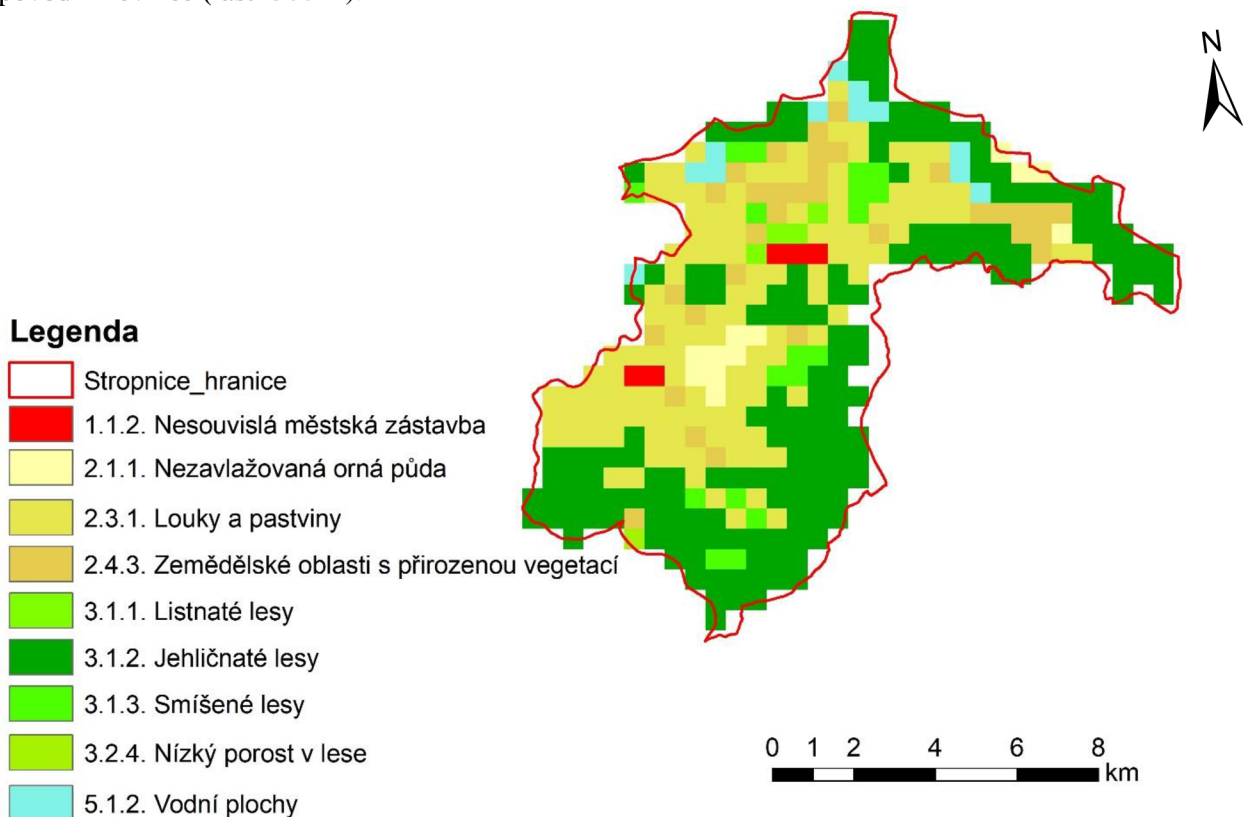 N
Legenda
Stropnice_hranice
1.1.2. Nesouvislá městská zástavba
2.1.1. Nezavlažovaná orná půda
2.3.1. Louky a pastviny
2.4.3. Zemědělské oblasti s přirozenou vegetací
3.1.1. Listnaté lesy
3.1.2. Jehličnaté lesy
3.1.3. Smíšené lesy
3.2.4. Nízký porost v lese
5.1.2. Vodní plochy
0 1 2 4 6 8
km